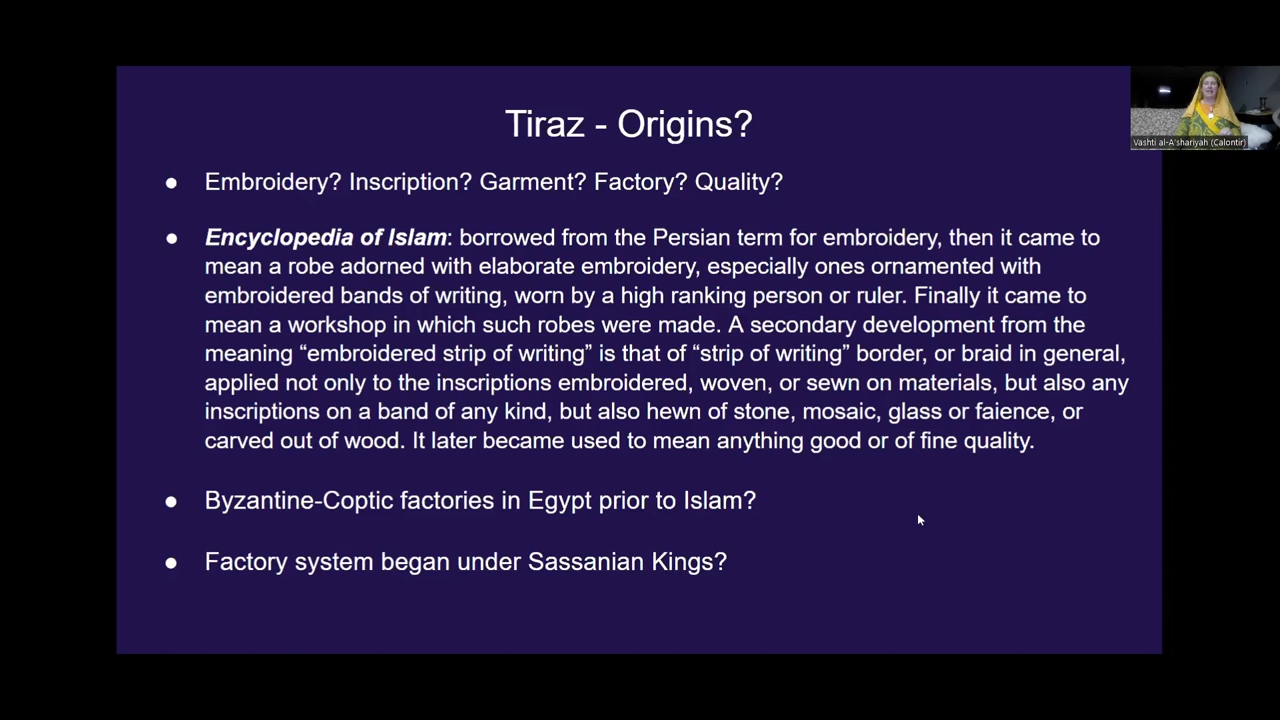 Tiraz - Origins?
Vashti al-A'shariyah (Calontir)
● Embroidery? Inscription? Garment? Factory? Quality?
● Encyclopedia of Islam: borrowed from the Persian term for embroidery, then it came to
mean a robe adorned with elaborate embroidery, especially ones ornamented with
embroidered bands of writing, worn by a high ranking person or ruler. Finally it came to
mean a workshop in which such robes were made. A secondary development from the
meaning “embroidered strip of writing” is that of “strip of writing” border, or braid in general,
applied not only to the inscriptions embroidered, woven, or sewn on materials, but also any
inscriptions on a band of any kind, but also hewn of stone, mosaic, glass or faience, or
carved out of wood. It later became used to mean anything good or of fine quality.
● Byzantine-Coptic factories in Egypt prior to Islam?
● Factory system began under Sassanian Kings?